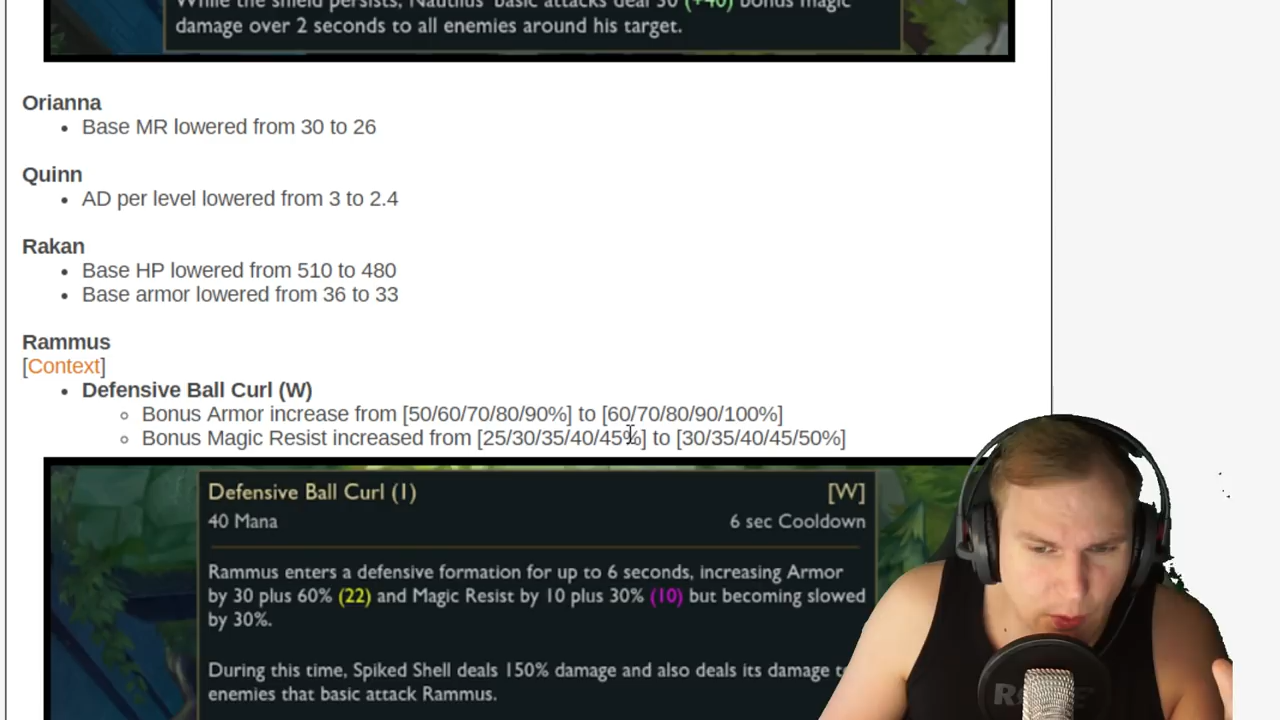 While the shield persists, Nautilus' basic attacks deal 30 (+40) bonus magic
damage over 2 seconds to all enemies around his target.
Orianna
• Base MR lowered from 30 to 26
Quinn
• AD per level lowered from 3 to 2.4
Rakan
• Base HP lowered from 510 to 480
• Base armor lowered from 36 to 33
Rammus
[Context]
• Defensive Ball Curl (W)
◦ Bonus Armor increase from [50/60/70/80/90%] to [60/70/80/90/100%]
◦ Bonus Magic Resist increased from [25/30/35/40/45%] to [30/35/40/45/50%]
Defensive Ball Curl (1) [W]
40 Mana 6 sec Cooldown
Rammus enters a defensive formation for up to 6 seconds, increasing Armor
by 30 plus 60% (22) and Magic Resist by 10 plus 30% (10) but becoming slowed
by 30%.
During this time, Spiked Shell deals 150% damage and also deals its damage
enemies that basic attack Rammus.